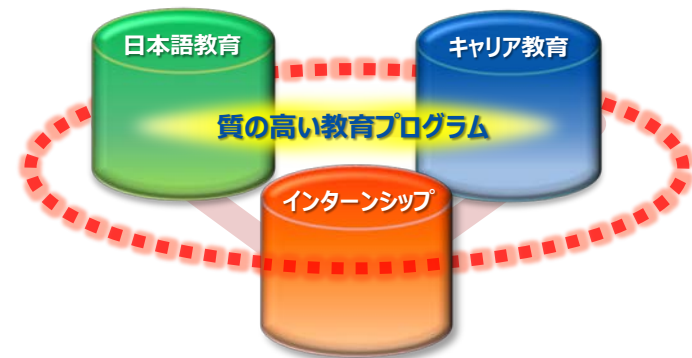 日本語教育
キャリア教育
質の高い教育プログラム
インターンシップ